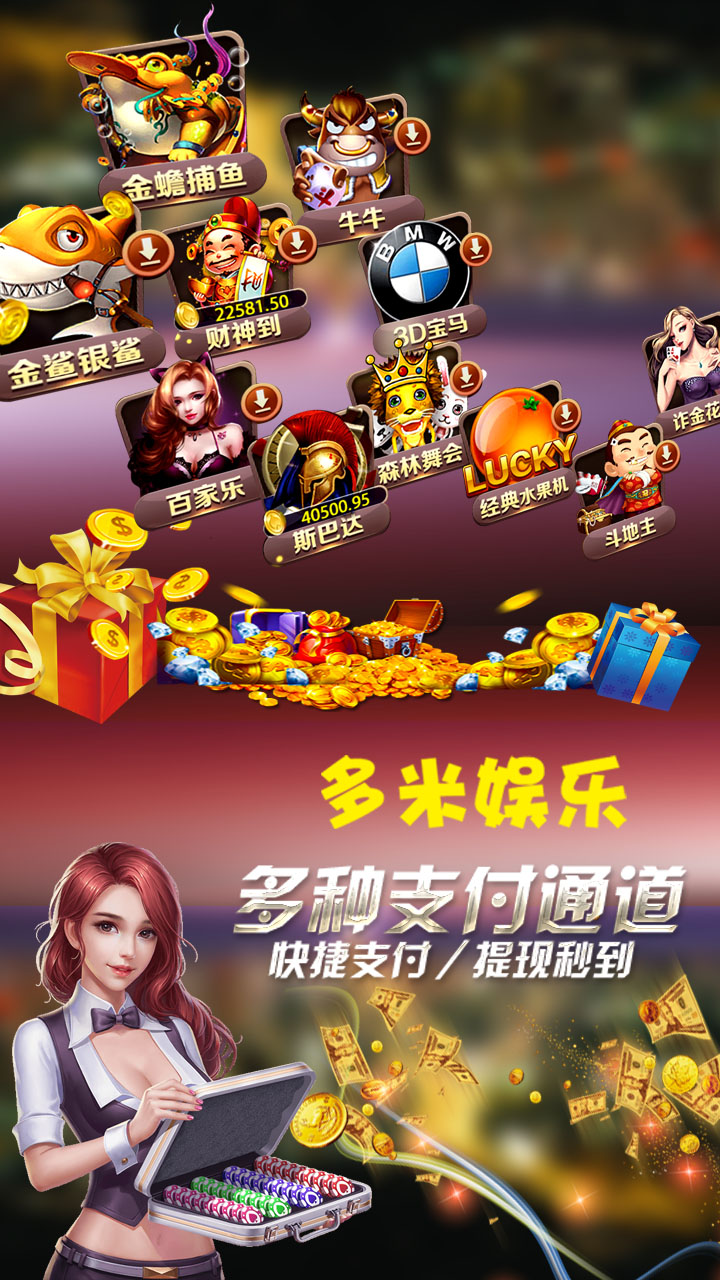 金蟾捕鱼
牛牛
22581.50
财神到
BMW
3D宝马
金鲨银鲨
诈金花
百家乐
40500.95
斯巴达
森林舞会
LUCKY
经典水果机
斗地主
多米娱乐
多种支付通道
快捷支付/提现秒到